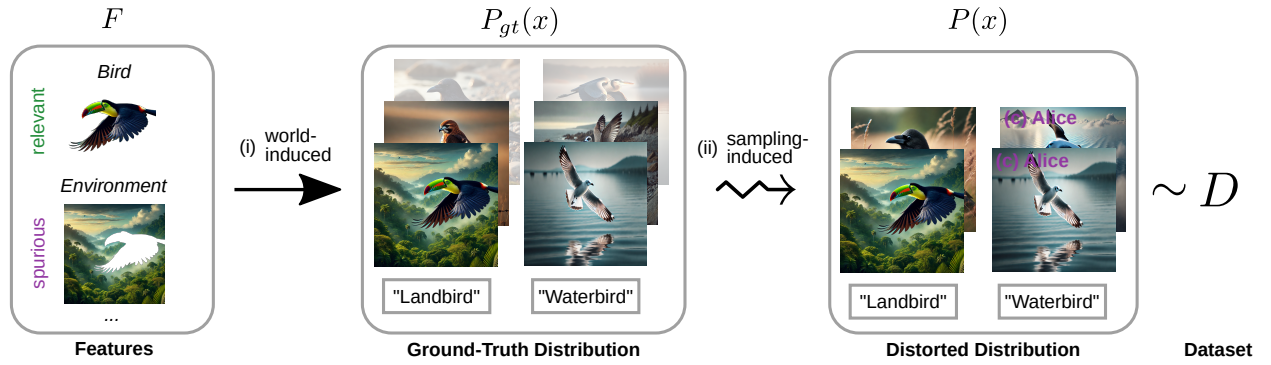 F
P_gt(x)
P(x)
Bird
relevant
Environment
spurious
...
Features
(i) world-
induced
"Landbird"
"Waterbird"
Ground-Truth Distribution
(ii) sampling-
induced
(c) Alice
(c) Alice
"Landbird"
"Waterbird"
Distorted Distribution
~ D
Dataset